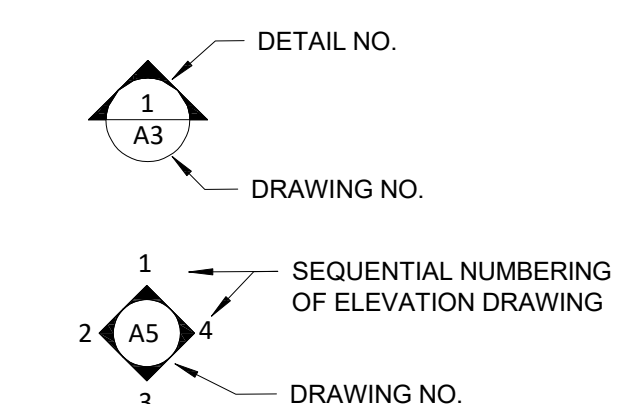 DETAIL NO.
1
A3
DRAWING NO.
1
SEQUENTIAL NUMBERING
OF ELEVATION DRAWING
2 A5 4
DRAWING NO.
3